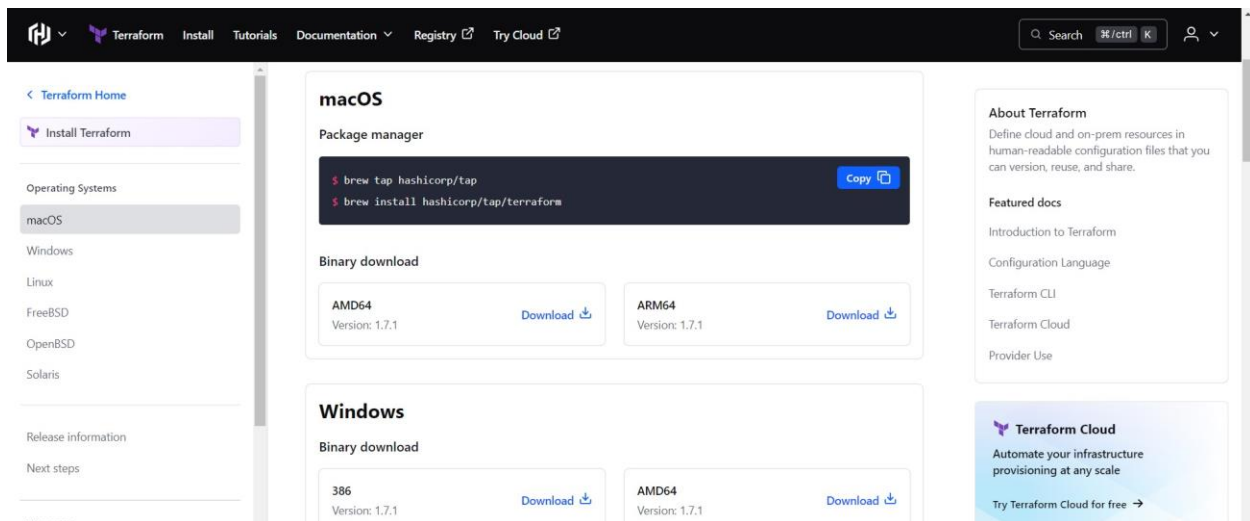 Terraform Install Tutorials Documentation Registry Try Cloud Search ⌘/ctrl K
< Terraform Home
Install Terraform
Operating Systems
macOS
Windows
Linux
FreeBSD
OpenBSD
Solaris
Release information
Next steps
macOS
Package manager
$ brew tap hashicorp/tap
$ brew install hashicorp/tap/terraform
Copy
Binary download
AMD64
Version: 1.7.1
Download
ARM64
Version: 1.7.1
Download
Windows
Binary download
386
Version: 1.7.1
Download
AMD64
Version: 1.7.1
Download
About Terraform
Define cloud and on-prem resources in
human-readable configuration files that you
can version, reuse, and share.
Featured docs
Introduction to Terraform
Configuration Language
Terraform CLI
Terraform Cloud
Provider Use
Terraform Cloud
Automate your infrastructure
provisioning at any scale
Try Terraform Cloud for free →